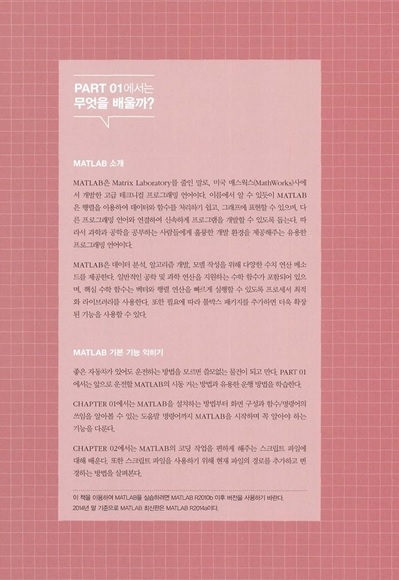 PART 01에서는
무엇을 배울까?
MATLAB 소개
MATLAB은 Matrix Laboratory를 줄인 말로, 미국 매스웍스(MathWorks)사에
서 개발한 고급 테크니컬 프로그래밍 언어이다. 이름에서 알 수 있듯이 MATLAB
은 행렬을 이용하여 데이터와 함수를 처리하기 쉽고, 그래프에 표현할 수 있으며, 다
른 프로그래밍 언어와 연결하여 신속하게 프로그램을 개발할 수 있도록 돕는다. 따
라서 과학과 공학을 공부하는 사람들에게 훌륭한 개발 환경을 제공해주는 유용한
프로그래밍 언어이다.
MATLAB은 데이터 분석, 알고리즘 개발, 모델 작성을 위해 다양한 수치 연산 메소
드를 제공한다. 일반적인 공학 및 과학 연산을 지원하는 수학 함수가 포함되어 있으
며, 핵심 수학 함수는 벡터와 행렬 연산을 빠르게 실행할 수 있도록 프로세서 최적
화 라이브러리를 사용한다. 또한 필요에 따라 툴박스 패키지를 추가하면 더욱 확장
된 기능을 사용할 수 있다.
MATLAB 기본 기능 익히기
좋은 자동차가 있어도 운전하는 방법을 모르면 쓸모없는 물건이 되고 만다. PART 01
에서는 앞으로 운전할 MATLAB의 시동 거는 방법과 유용한 운행 방법을 학습한다.
CHAPTER 01에서는 MATLAB을 설치하는 방법부터 화면 구성과 함수/명령어의
쓰임을 알아볼 수 있는 도움말 명령어까지 MATLAB을 시작하며 꼭 알아야 하는
기능을 다룬다.
CHAPTER 02에서는 MATLAB의 코딩 작업을 편하게 해주는 스크립트 파일에
대해 배운다. 또한 스크립트 파일을 사용하기 위해 현재 파일의 경로를 추가하고 변
경하는 방법을 살펴본다.
이 책을 이용하여 MATLAB을 실습하려면 MATLAB R2010b 이후 버전을 사용하기 바란다.
2014년 말 기준으로 MATLAB 최신판은 MATLAB R2014a이다.